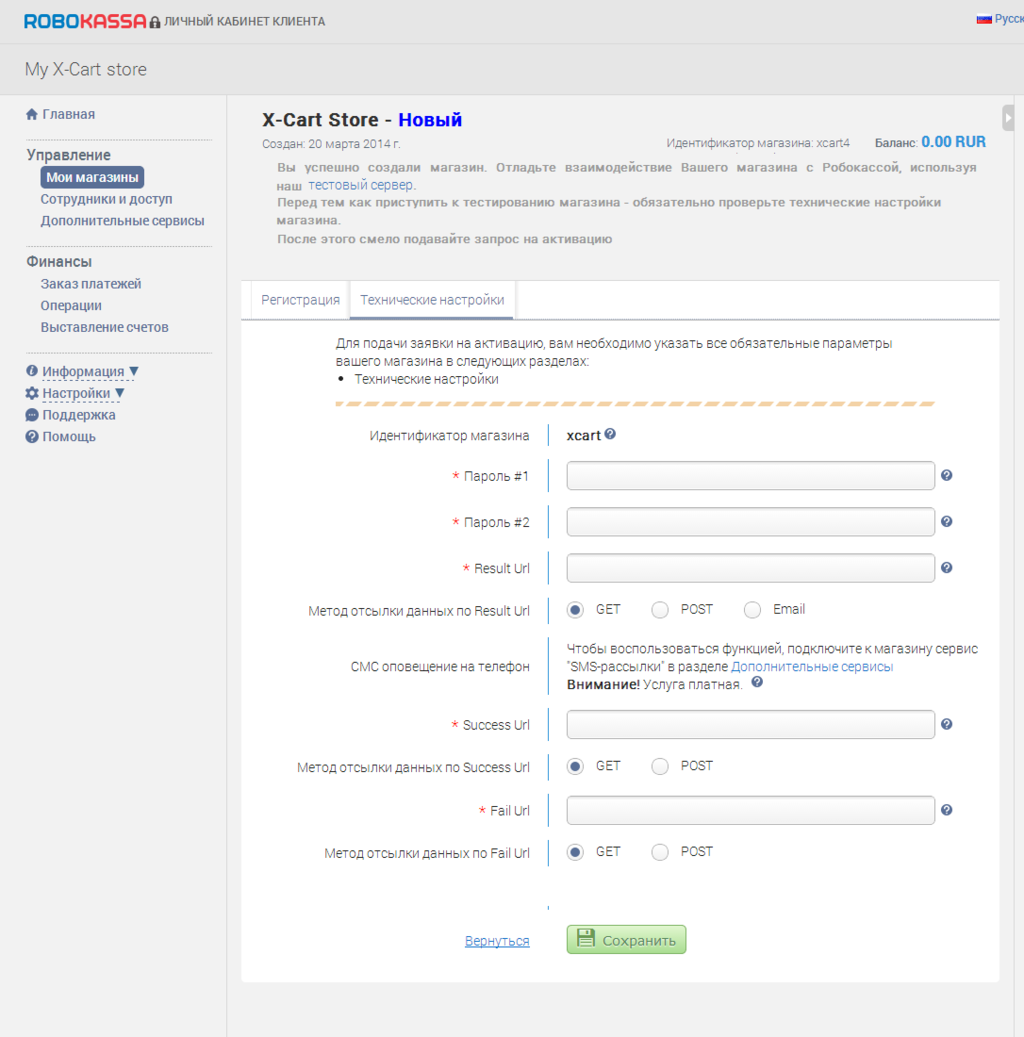 ROBOKASSA ЛИЧНЫЙ КАБИНЕТ КЛИЕНТА
Русск
My X-Cart store
Главная
Управление
Мои магазины
Сотрудники и доступ
Дополнительные сервисы
Финансы
Заказ платежей
Операции
Выставление счетов
Информация ▼
Настройки ▼
Поддержка
Помощь
X-Cart Store - Новый
Создан: 20 марта 2014 г.
Идентификатор магазина: xcart4 Баланс: 0.00 RUR
Вы успешно создали магазин. Отладьте взаимодействие Вашего магазина с Робокассой, используя
наш тестовый сервер.
Перед тем как приступить к тестированию магазина - обязательно проверьте технические настройки
магазина.
После этого смело подавайте запрос на активацию
Регистрация Технические настройки
Для подачи заявки на активацию, вам необходимо указать все обязательные параметры
вашего магазина в следующих разделах:
• Технические настройки
Идентификатор магазина xcart ?
* Пароль #1 ?
* Пароль #2 ?
* Result Url ?
Метод отсылки данных по Result Url GET POST Email
СМС оповещение на телефон
Чтобы воспользоваться функцией, подключите к магазину сервис
"SMS-рассылки" в разделе Дополнительные сервисы
Внимание! Услуга платная. ?
* Success Url ?
Метод отсылки данных по Success Url GET POST
* Fail Url ?
Метод отсылки данных по Fail Url GET POST
Вернуться Сохранить